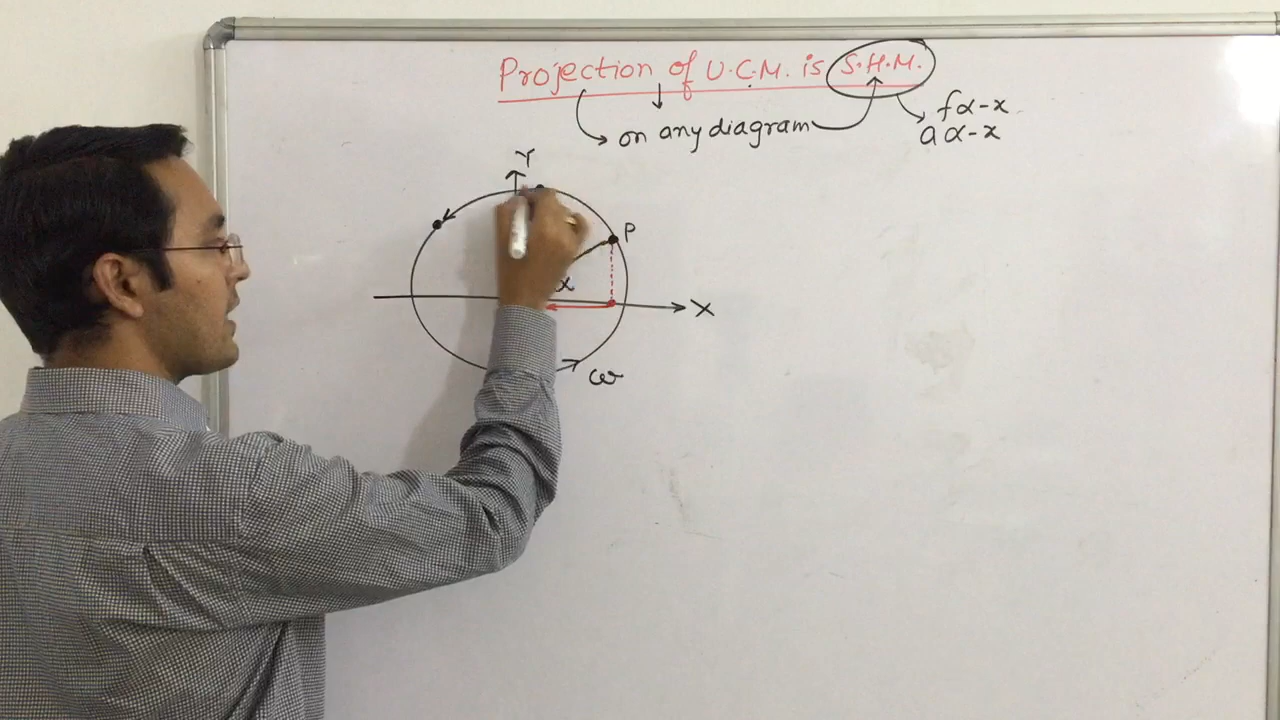 Projection of U.C.M. is S.H.M.
on any diagram
f α - x
a α - x
Y
P
α
X
ω